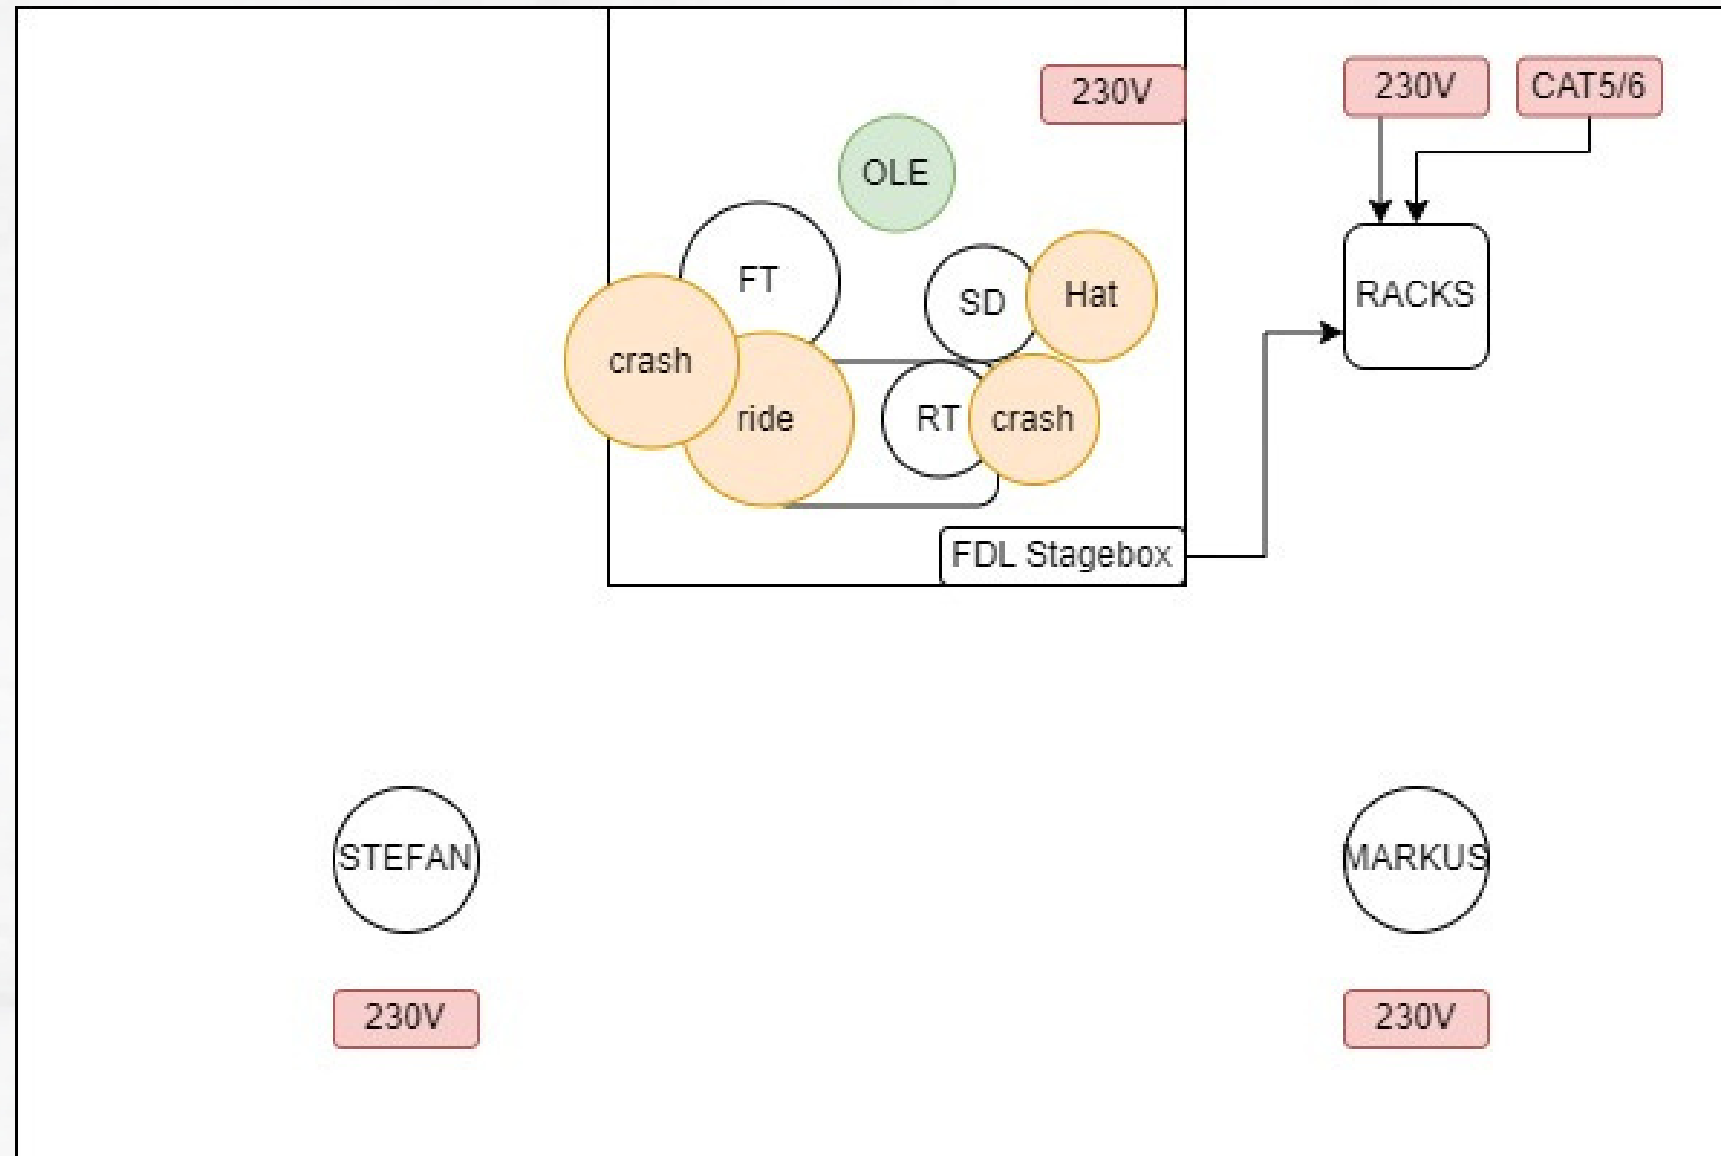 230V
230V
CAT5/6
OLE
FT
SD
Hat
RACKS
crash
ride
RT
crash
FDL Stagebox
STEFAN
MARKUS
230V
230V